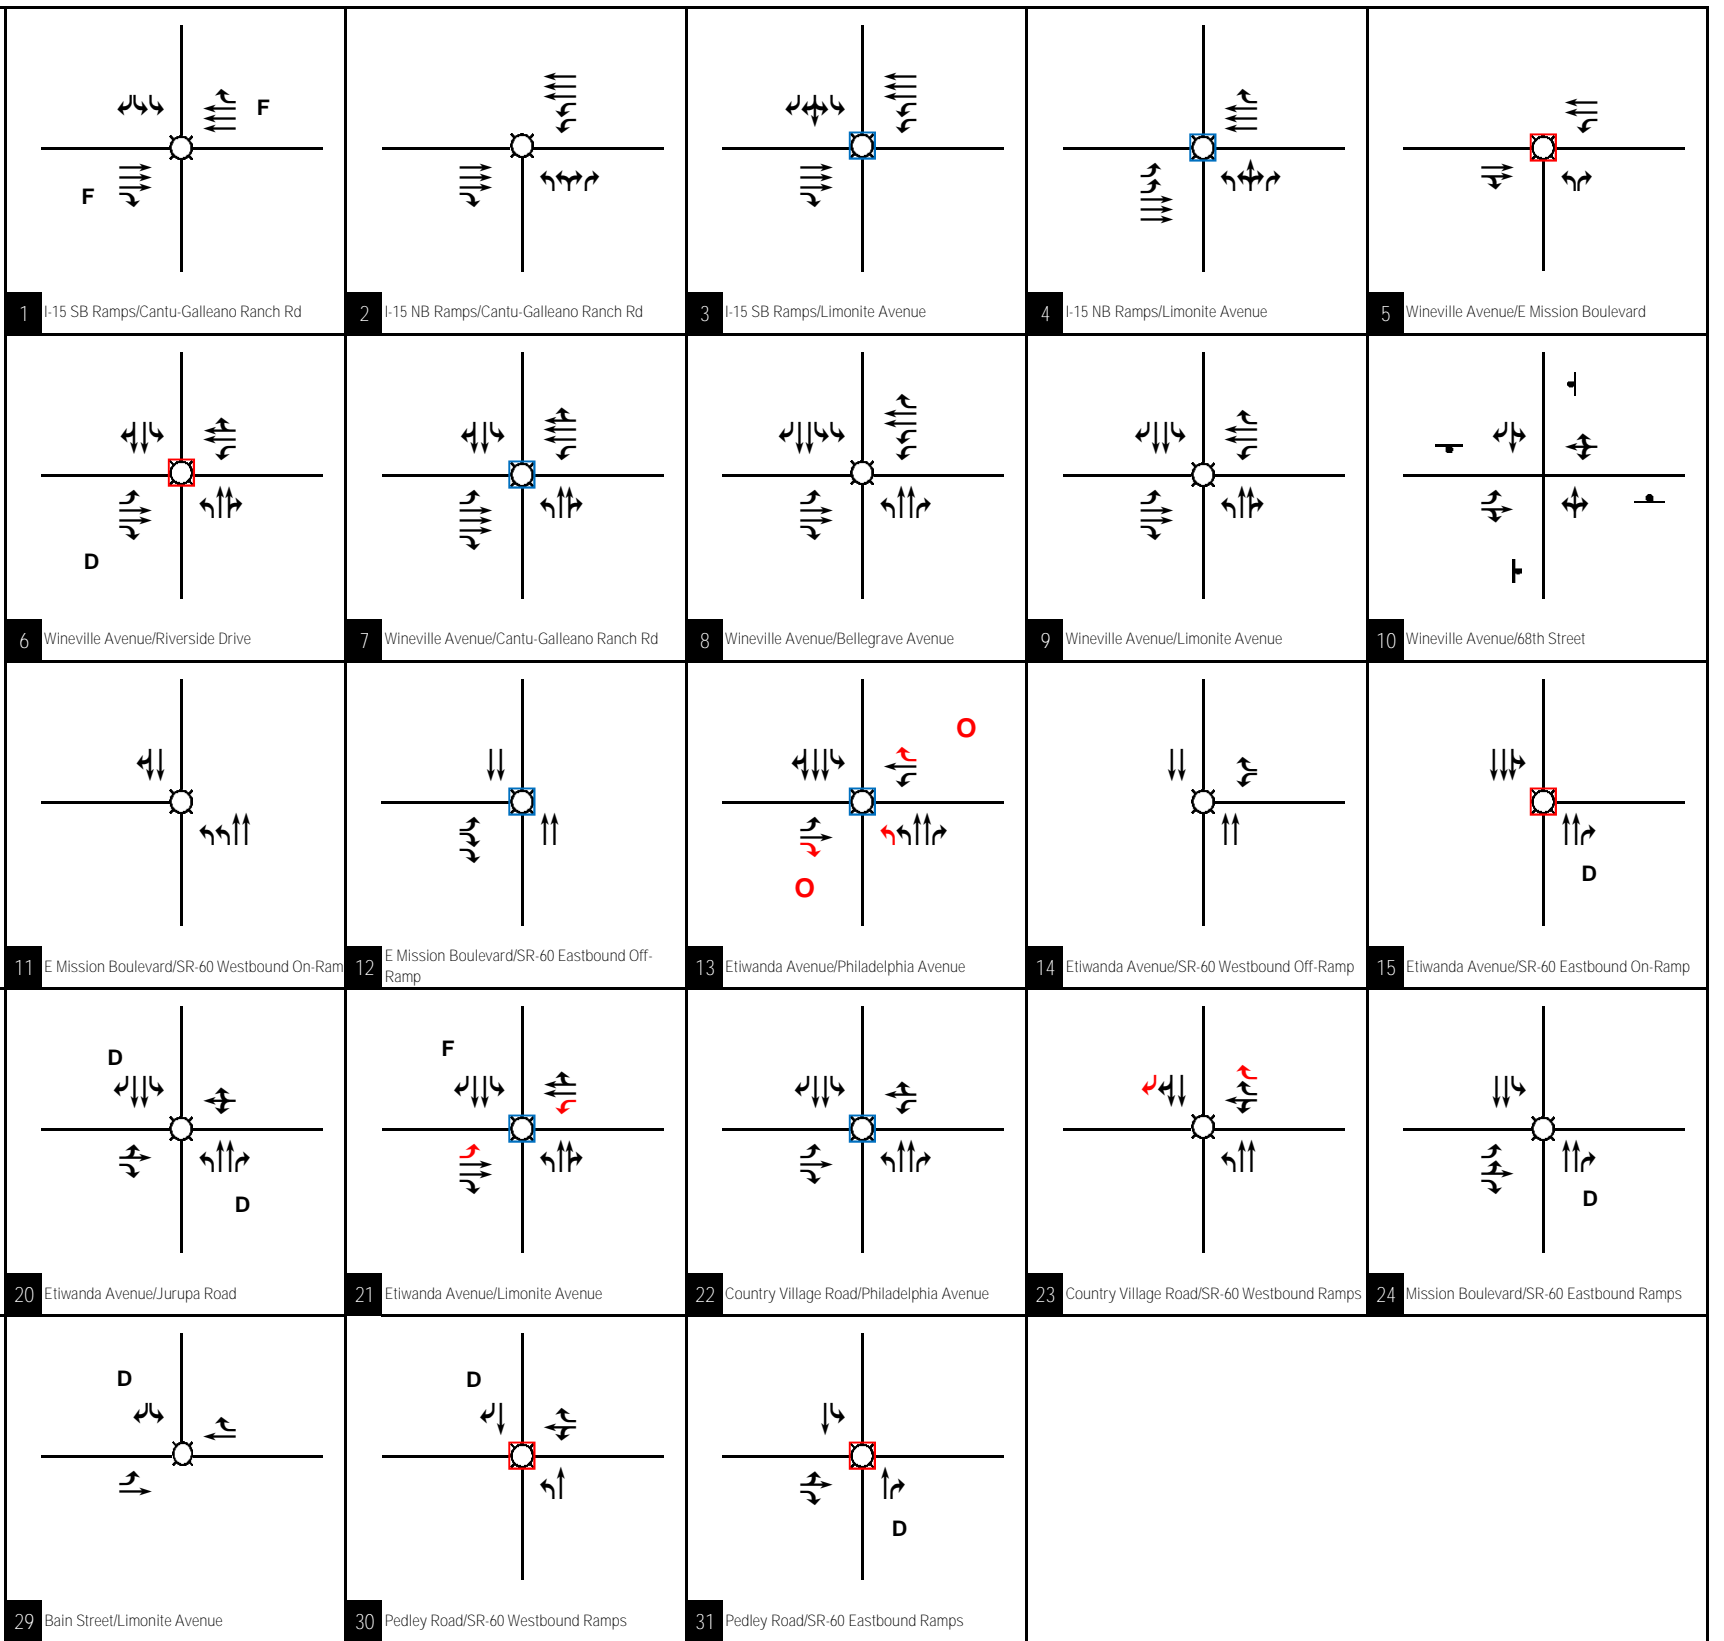 F
F
1 I-15 SB Ramps/Cantu-Galleano Ranch Rd
2 I-15 NB Ramps/Cantu-Galleano Ranch Rd
3 I-15 SB Ramps/Limonite Avenue
4 I-15 NB Ramps/Limonite Avenue
5 Wineville Avenue/E Mission Boulevard
D
6 Wineville Avenue/Riverside Drive
7 Wineville Avenue/Cantu-Galleano Ranch Rd
8 Wineville Avenue/Bellegrave Avenue
9 Wineville Avenue/Limonite Avenue
10 Wineville Avenue/68th Street
O
O
D
11 E Mission Boulevard/SR-60 Westbound On-Ram
12 E Mission Boulevard/SR-60 Eastbound Off-
Ramp
13 Etiwanda Avenue/Philadelphia Avenue
14 Etiwanda Avenue/SR-60 Westbound Off-Ramp
15 Etiwanda Avenue/SR-60 Eastbound On-Ramp
D
D
F
D
20 Etiwanda Avenue/Jurupa Road
21 Etiwanda Avenue/Limonite Avenue
22 Country Village Road/Philadelphia Avenue
23 Country Village Road/SR-60 Westbound Ramps
24 Mission Boulevard/SR-60 Eastbound Ramps
D
D
D
29 Bain Street/Limonite Avenue
30 Pedley Road/SR-60 Westbound Ramps
31 Pedley Road/SR-60 Eastbound Ramps